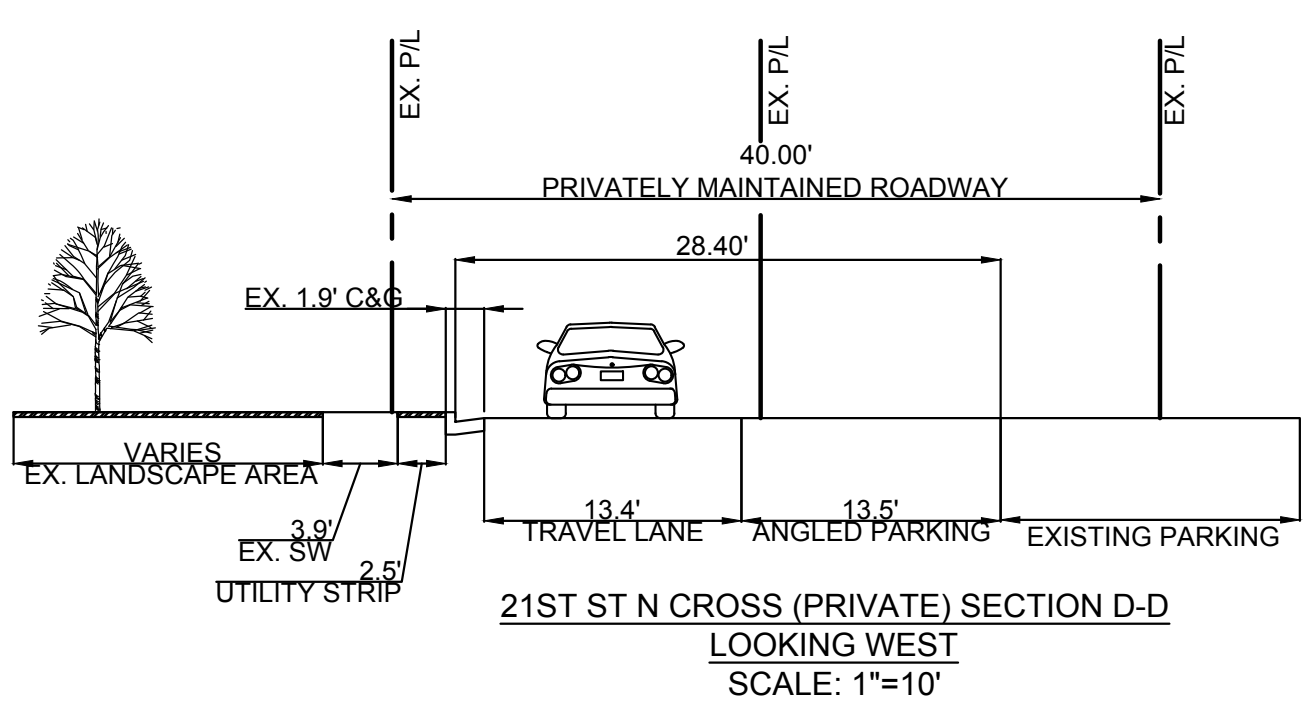 EX. P/L
EX. P/L
EX. P/L
40.00'
PRIVATELY MAINTAINED ROADWAY
28.40'
EX. 1.9' C&G
VARIES
EX. LANDSCAPE AREA
3.9'
EX. SW
2.5'
UTILITY STRIP
13.4'
TRAVEL LANE
13.5'
ANGLED PARKING
EXISTING PARKING
21ST ST N CROSS (PRIVATE) SECTION D-D
LOOKING WEST
SCALE: 1"=10'